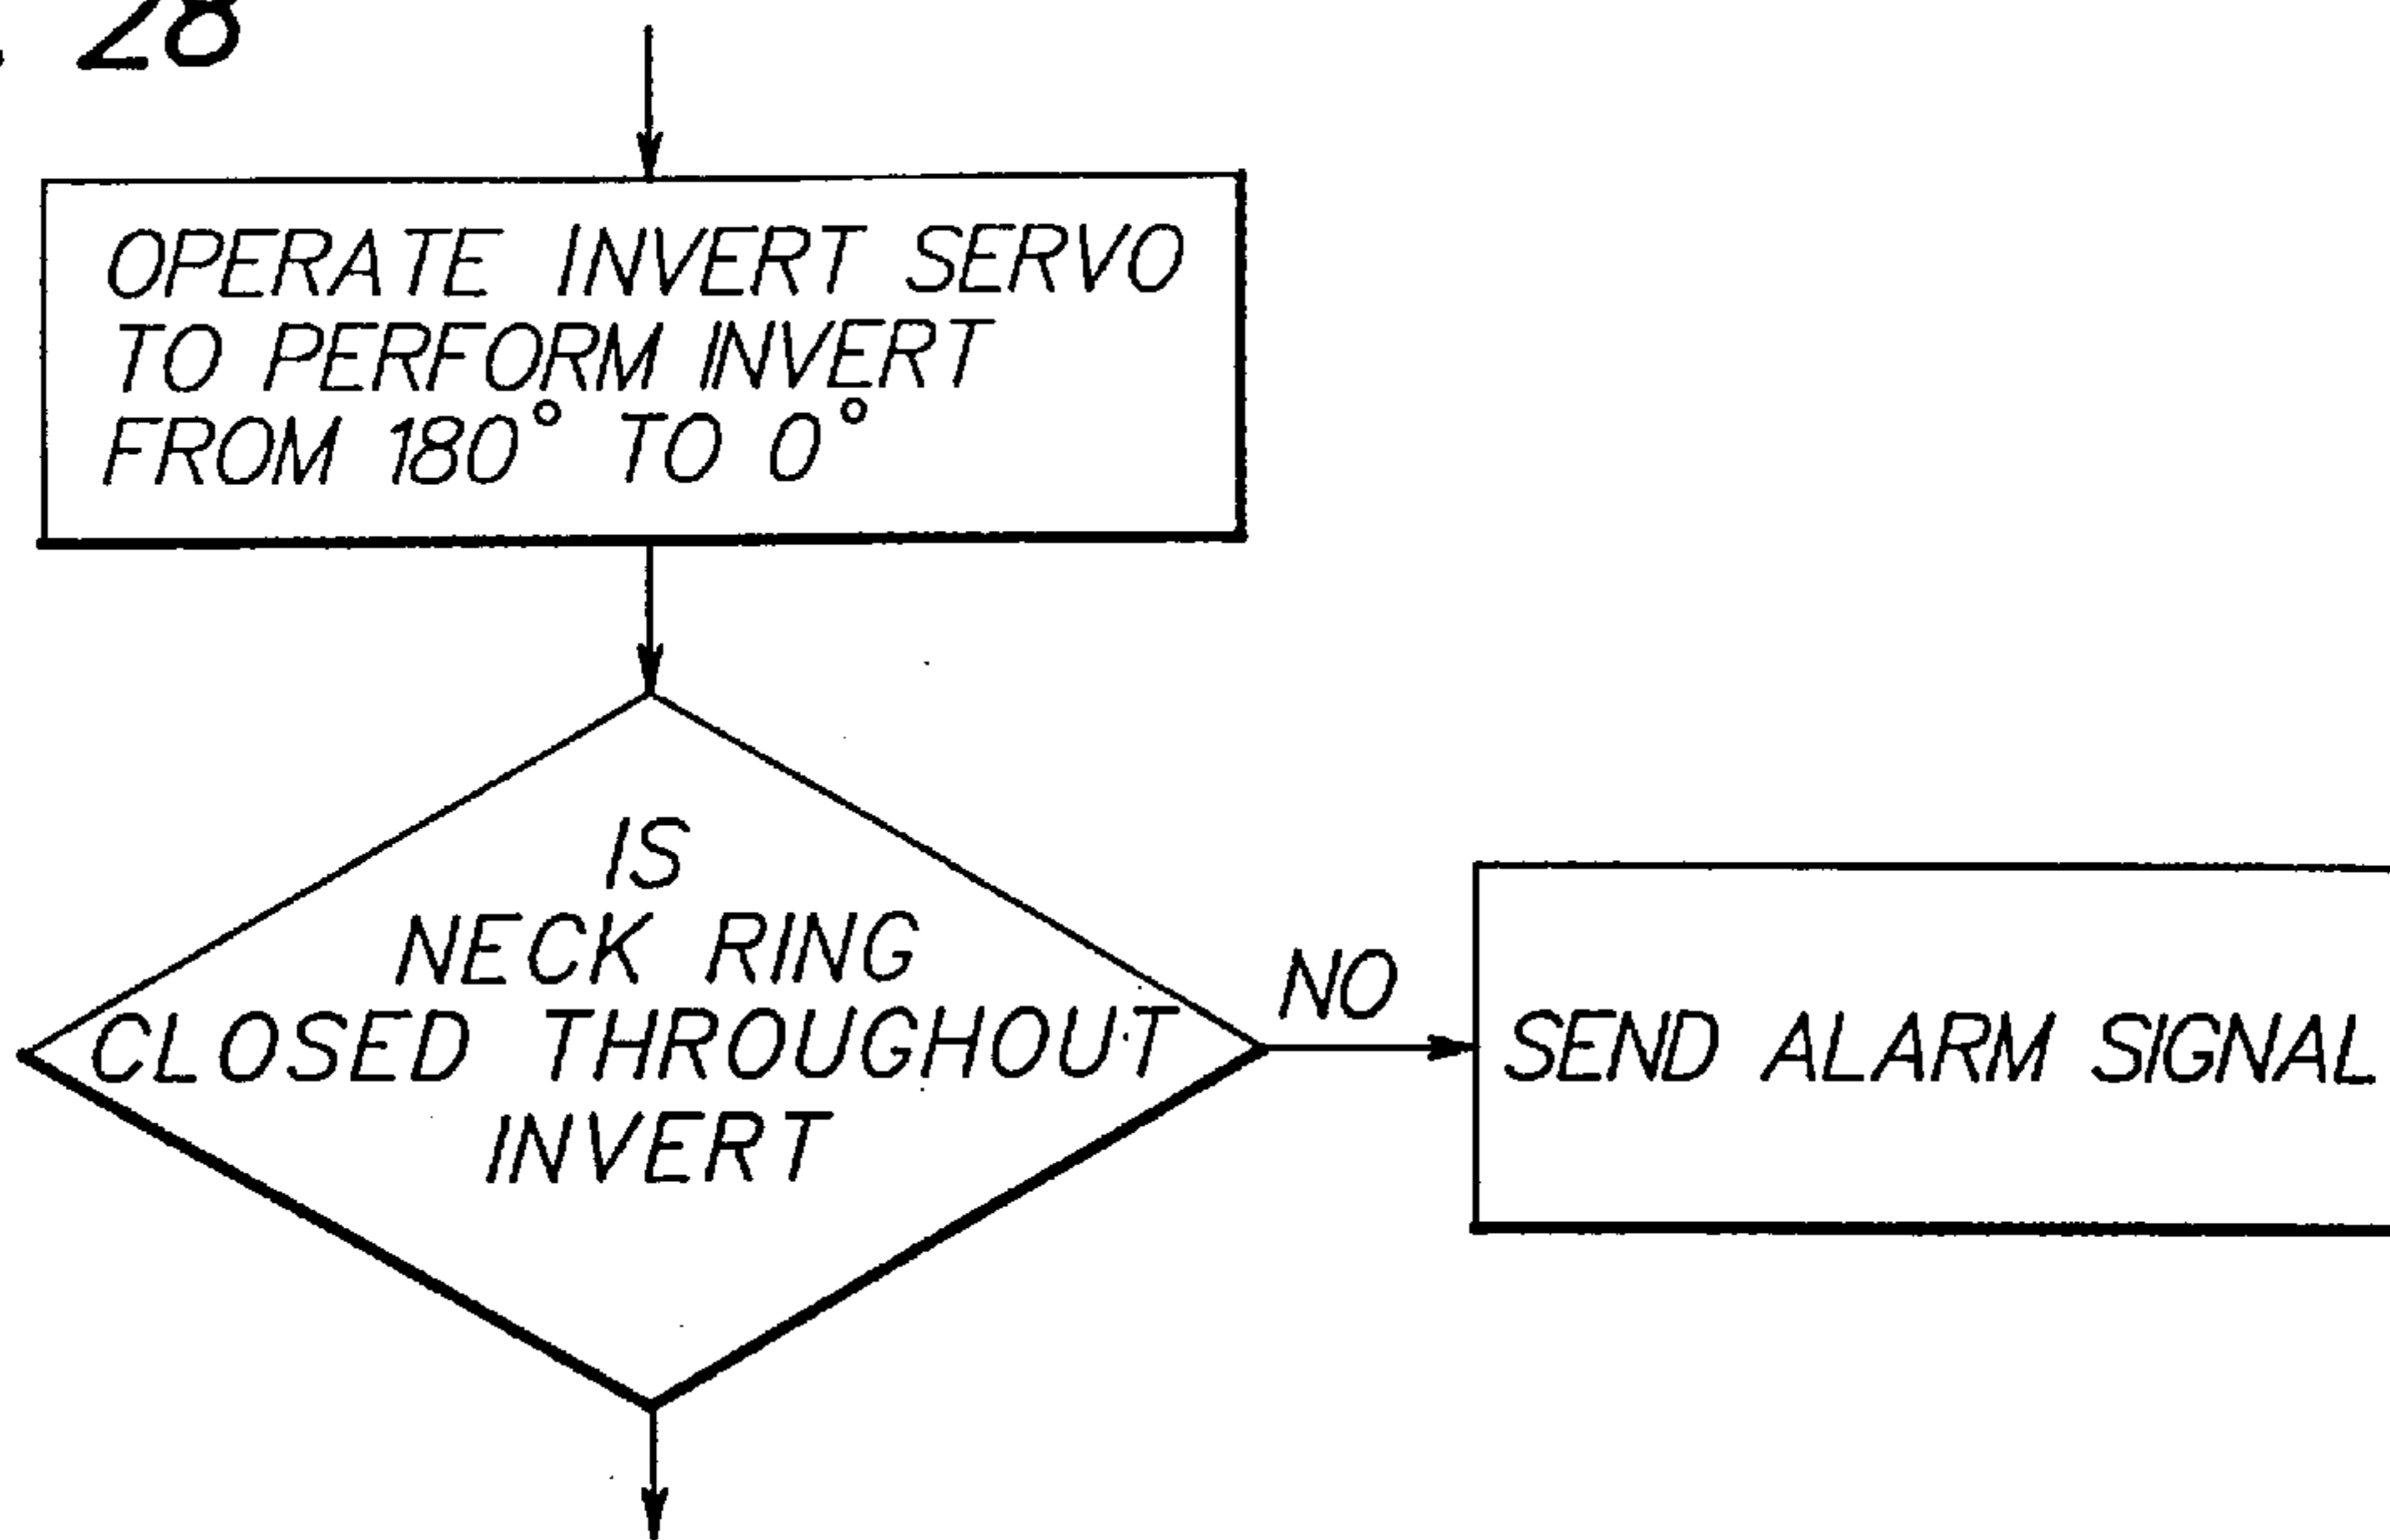 28
OPERATE INVERT SERVO
TO PERFORM INVERT
FROM 180° TO 0°
IS
NECK RING
CLOSED THROUGHOUT
INVERT
NO
SEND ALARM SIGNAL